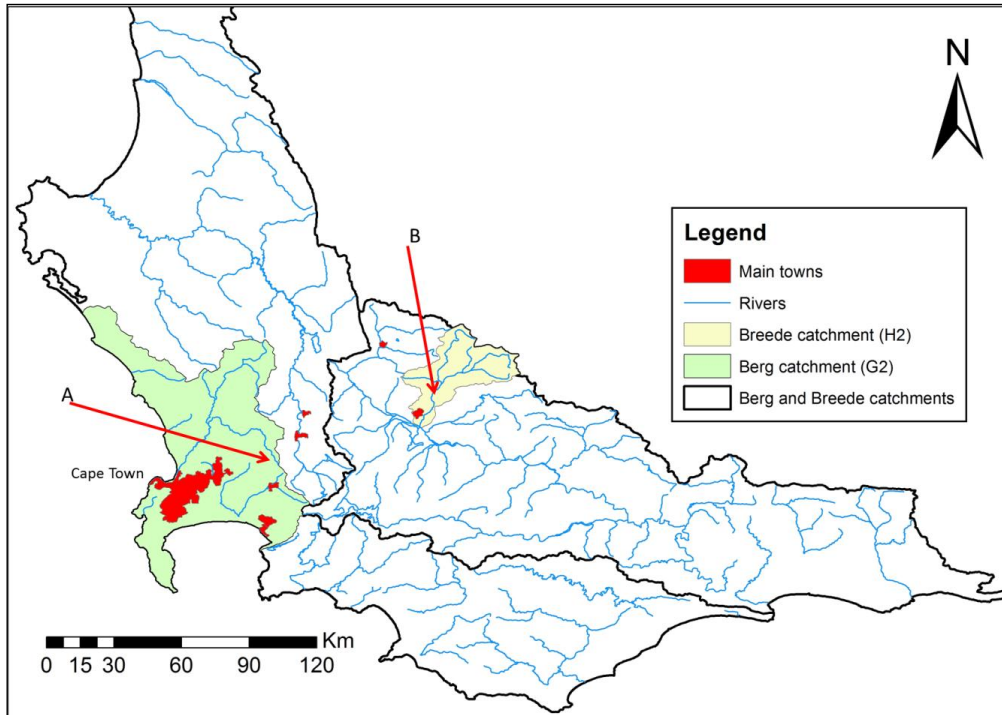 N
B
A
Cape Town
Legend
Main towns
Rivers
Breede catchment (H2)
Berg catchment (G2)
Berg and Breede catchments
Km
0 15 30 60 90 120